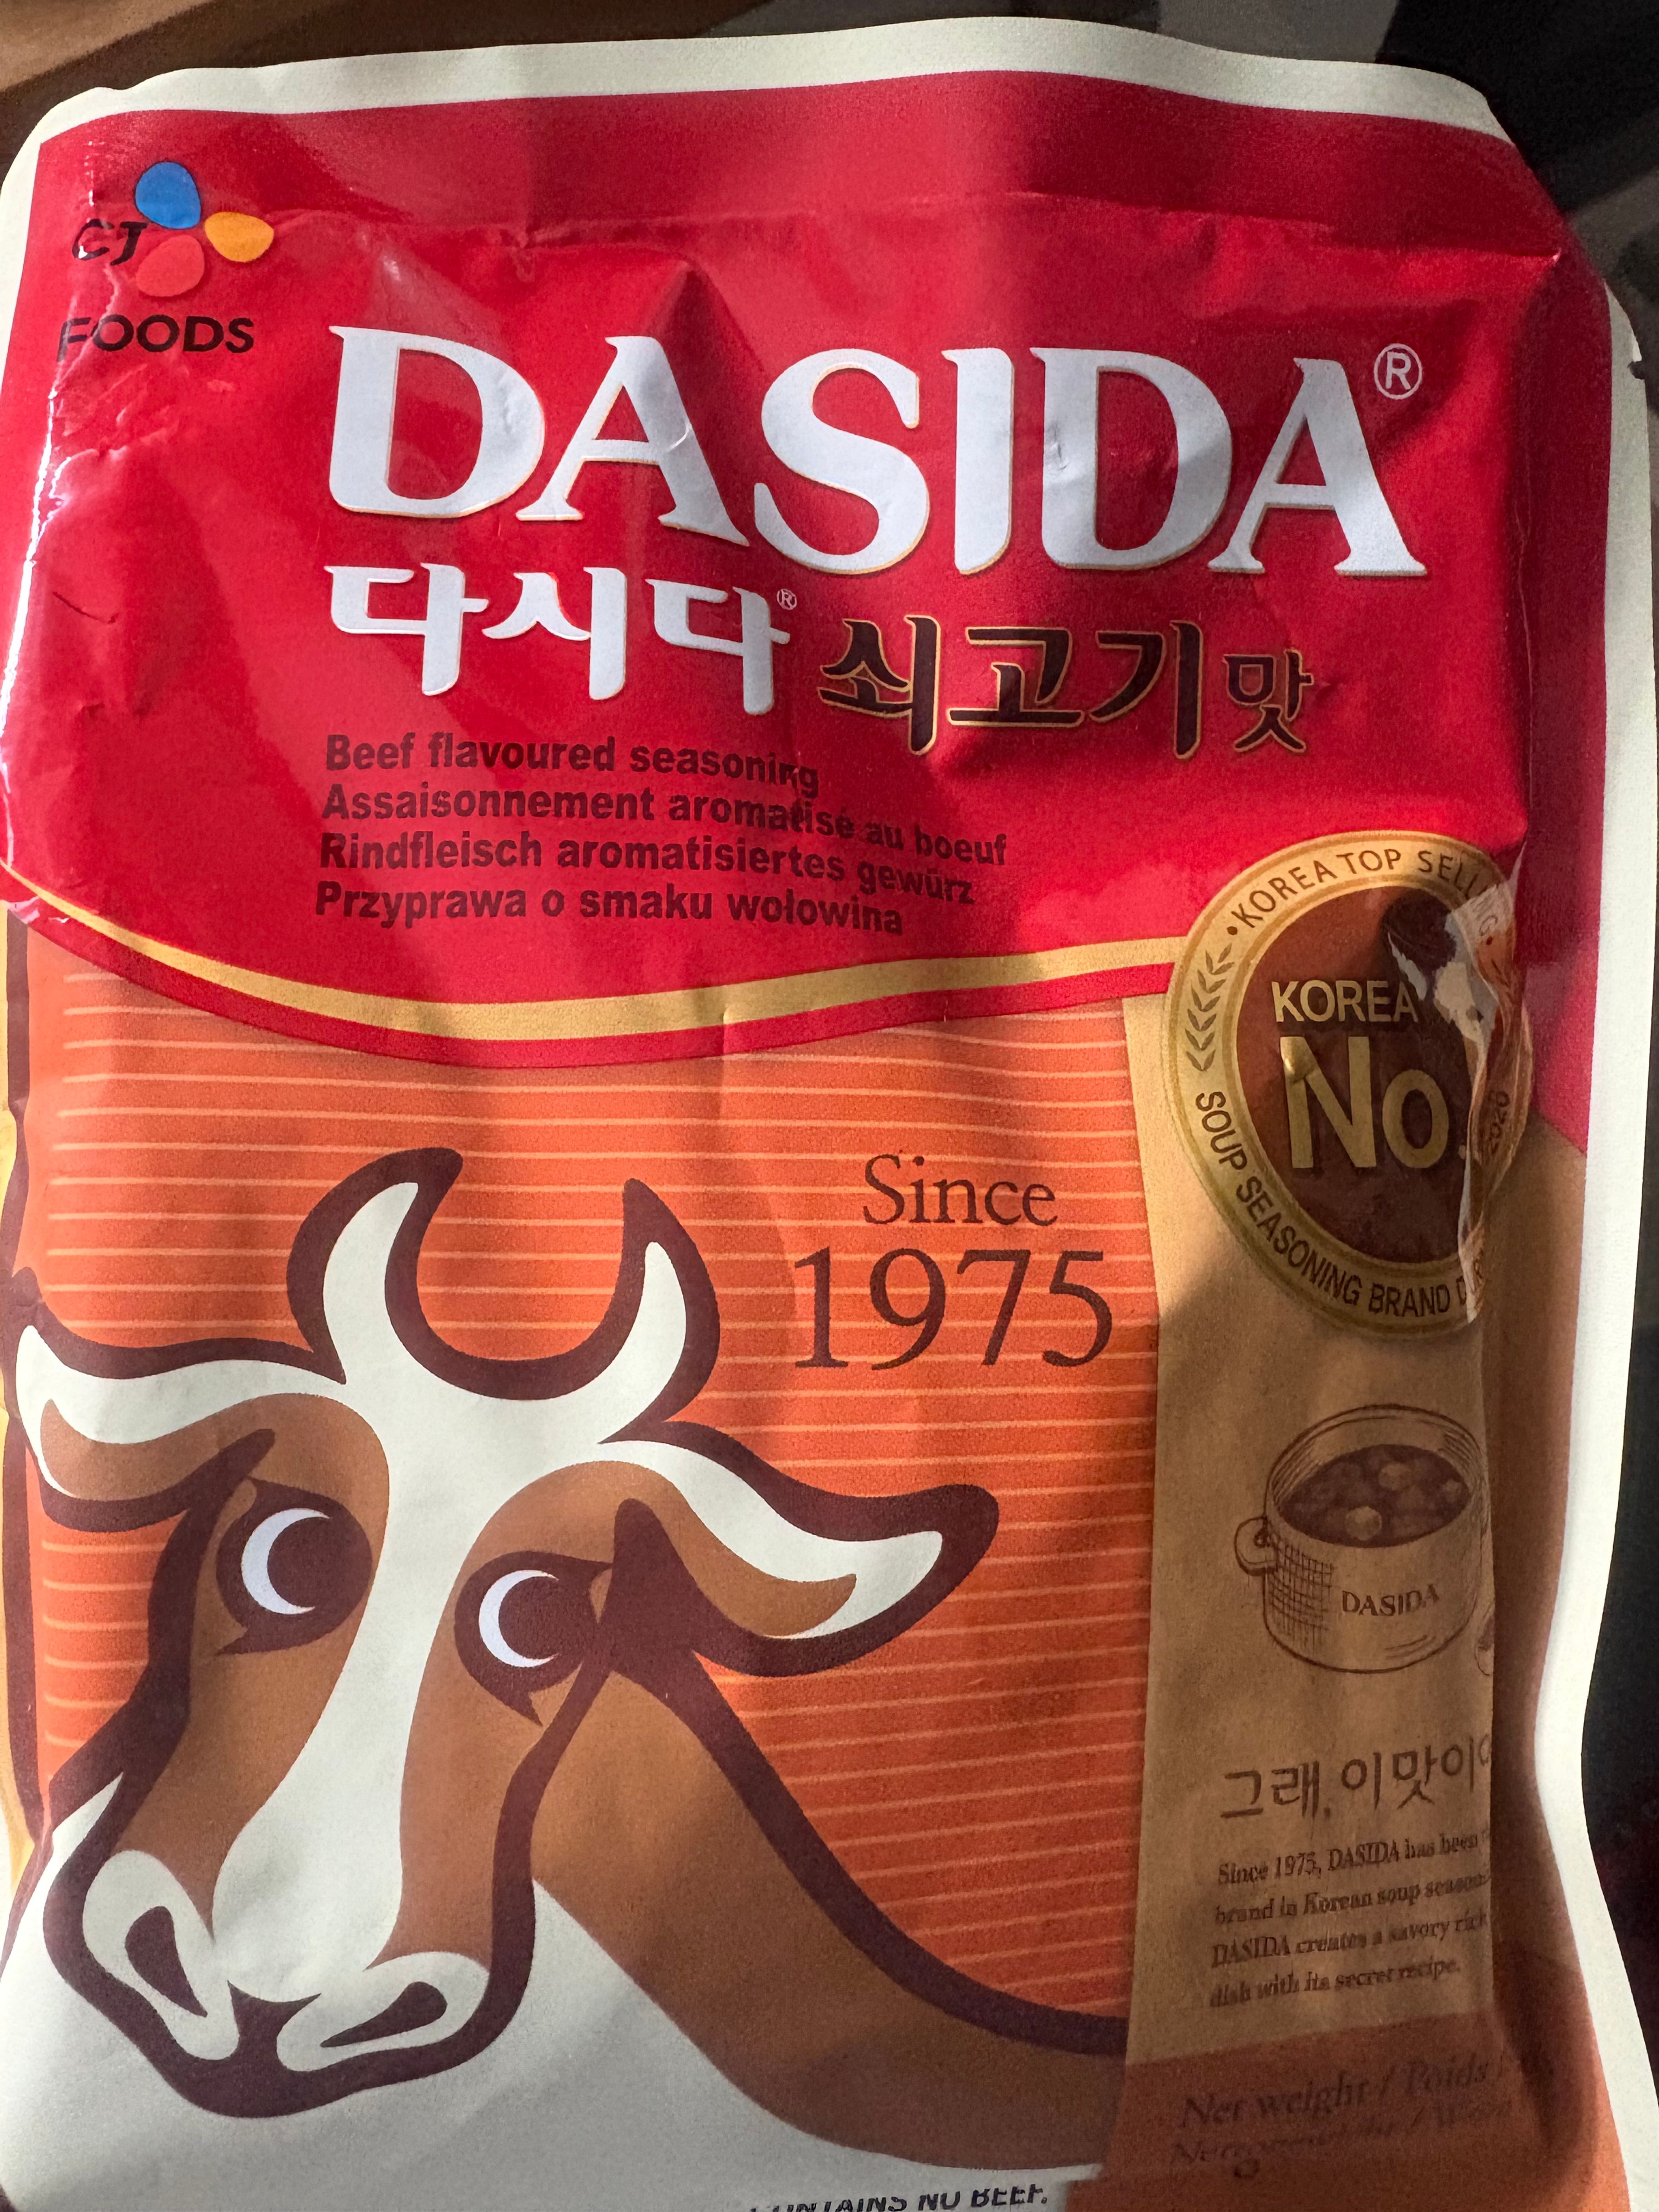 CJ
FOODS
DASIDA®
다시다® 쇠고기맛
Beef flavoured seasoning
Assaisonnement aromatisé au boeuf
Rindfleisch aromatisiertes gewürz
Przyprawa o smaku wołowina
KOREA TOP SELLING
KOREA
No.
SOUP SEASONING BRAND
2020
Since
1975
DASIDA
그래, 이맛이
Since 1975, DASIDA has been
brand in Korean soup
DASIDA creates a savory rich
dish with its secret recipe.
Net weight / Poids
NO BEEF.